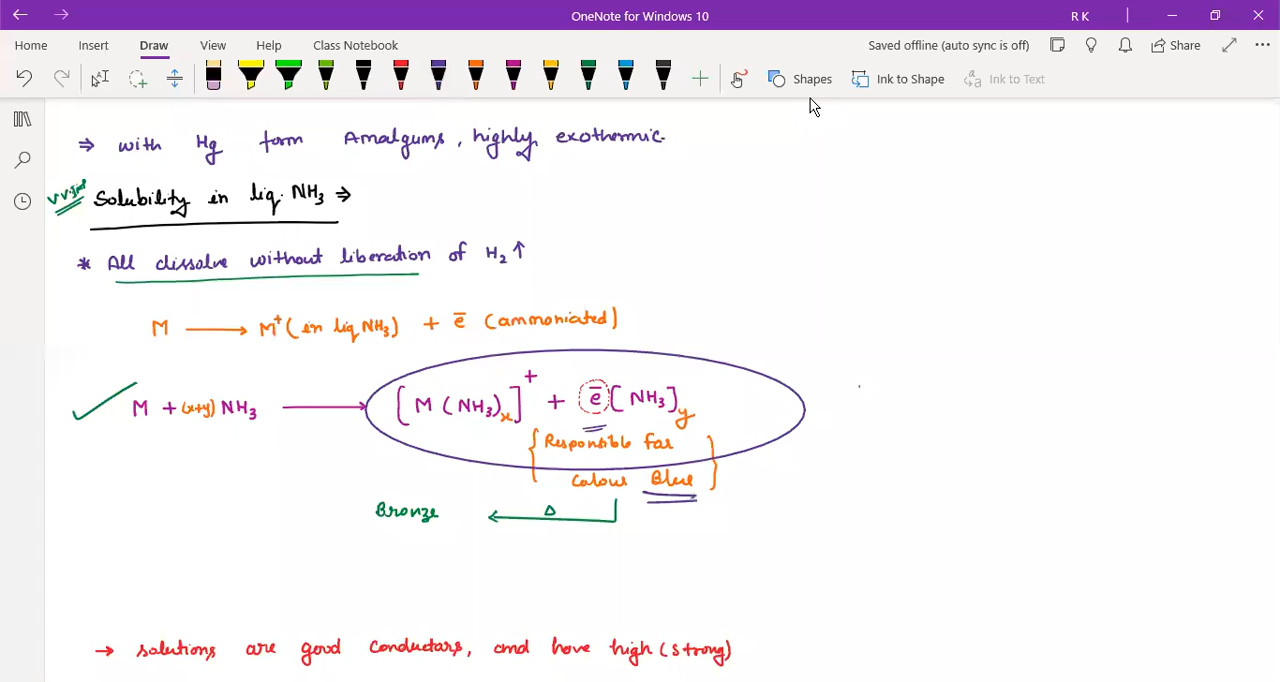 OneNote for Windows 10
R K
Home Insert Draw View Help Class Notebook
Saved offline (auto sync is off) Share
Shapes Ink to Shape Ink to Text
⇒ with Hg form Amalgums, highly exothermic
Solubility in liq. NH₃ ⇒
* All dissolve without liberation of H₂↑
M ⟶ M⁺ (in liq NH₃) + ē (ammoniated)
M + (x+y) NH₃ ⟶ [M(NH₃)ₓ]⁺ + ē[NH₃]y
{Responsible for
Colour Blue}
Bronze ⟵ Δ
→ solutions are good conductors, and have high (strong)